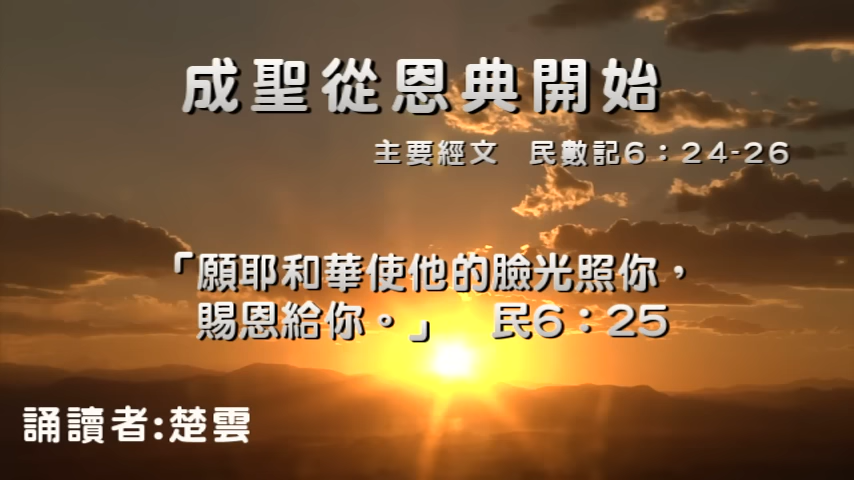 成聖從恩典開始
主要經文 民數記6：24-26
「願耶和華使他的臉光照你，
賜恩給你。」 民6：25
誦讀者:楚雲